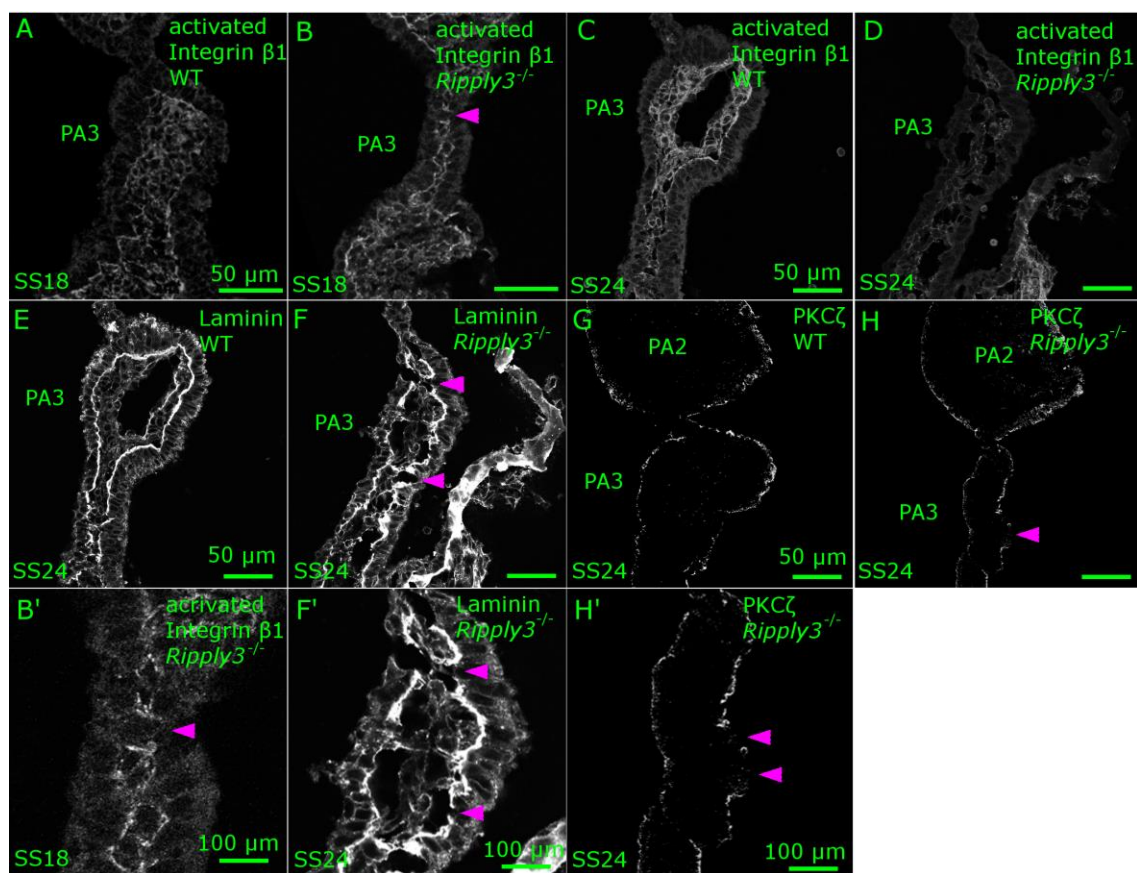 A
activated
Integrin β1
WT
PA3
SS18
50 μm
B
activated
Integrin β1
Ripply3-/-
PA3
SS18
C
activated
Integrin β1
WT
PA3
SS24
50 μm
D
activated
Integrin β1
Ripply3-/-
PA3
SS24
E
Laminin
WT
PA3
SS24
50 μm
F
Laminin
Ripply3-/-
PA3
SS24
G
PKCζ
WT
PA2
PA3
SS24
50 μm
H
PKCζ
Ripply3-/-
PA2
PA3
SS24
B'
acrivated
Integrin β1
Ripply3-/-
SS18
100 μm
F'
Laminin
Ripply3-/-
SS24
100 μm
H'
PKCζ
Ripply3-/-
SS24
100 μm